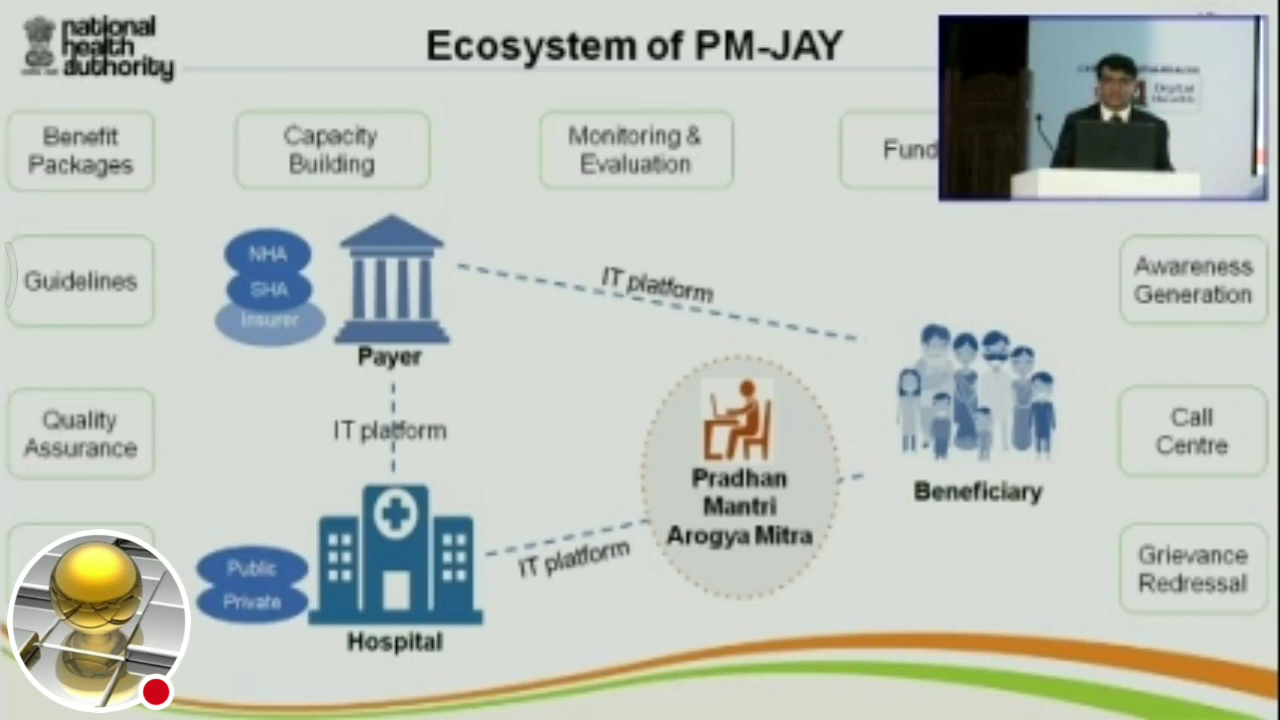 national
health
authority
Ecosystem of PM-JAY
Benefit
Packages
Capacity
Building
Monitoring &
Evaluation
Fund
Digital
Health
Guidelines
NHA
SHA
Insurer
Payer
IT platform
Awareness
Generation
Quality
Assurance
IT platform
Pradhan
Mantri
Arogya Mitra
Beneficiary
Call
Centre
Public
Private
Hospital
IT platform
Grievance
Redressal